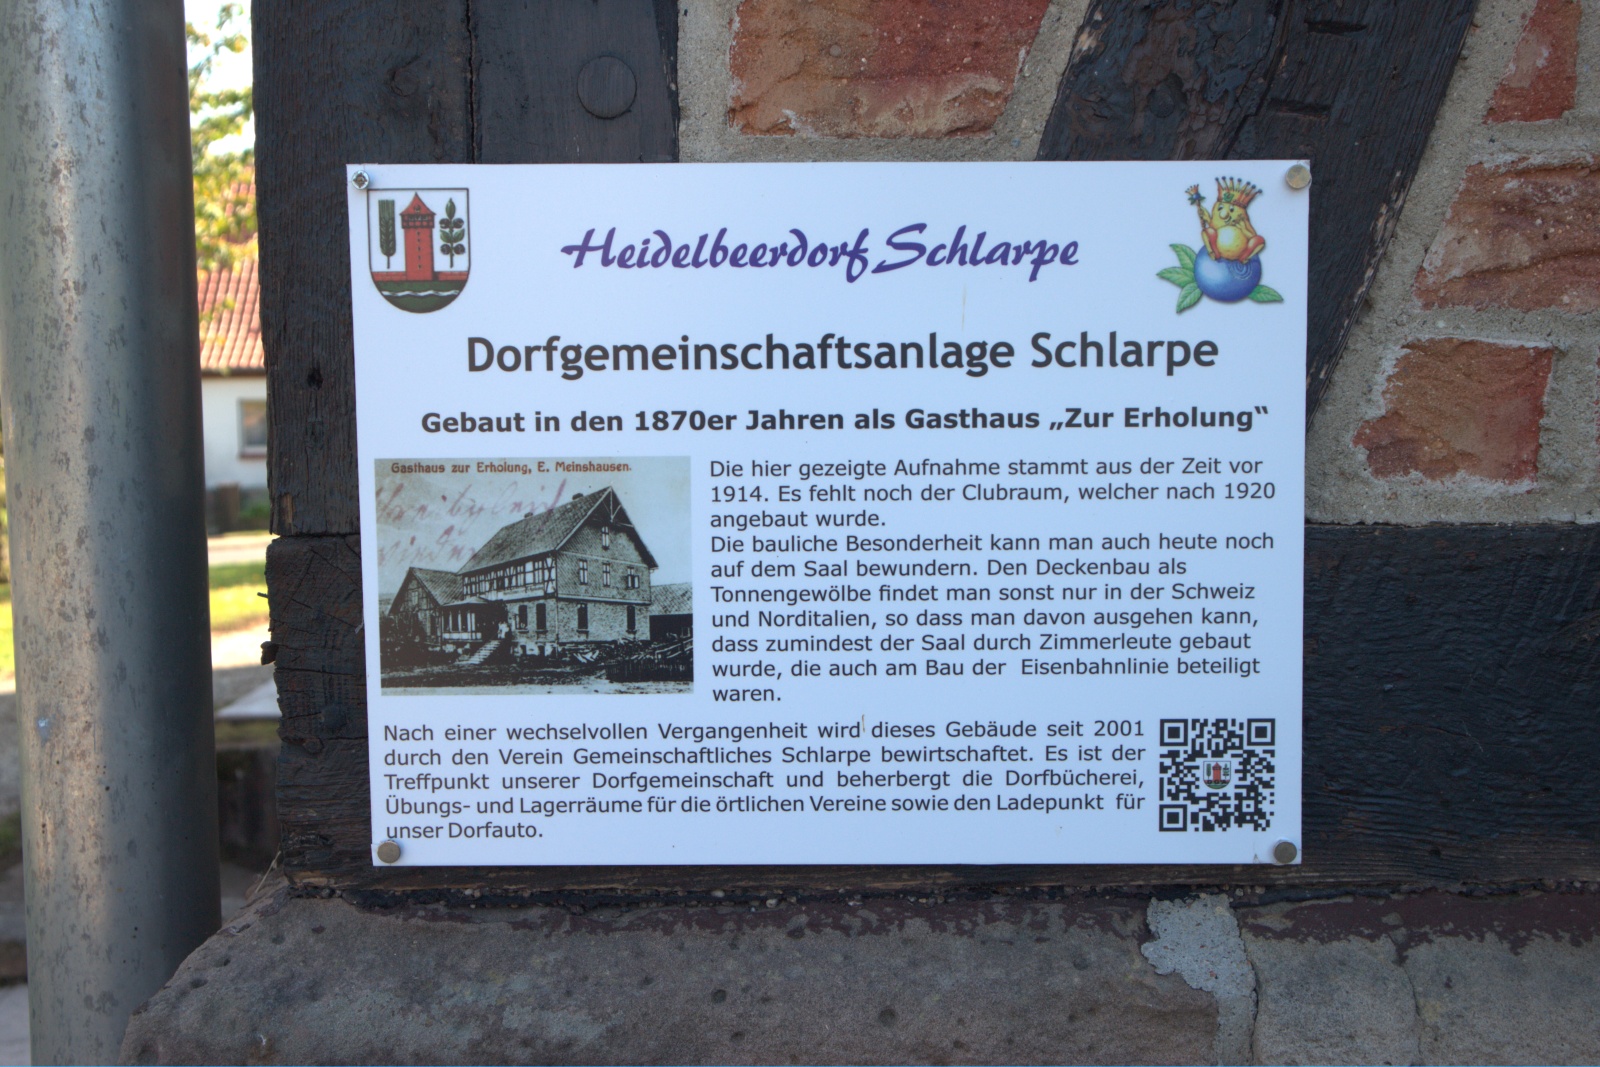 Heidelbeerdorf Schlarpe
Dorfgemeinschaftsanlage Schlarpe
Gebaut in den 1870er Jahren als Gasthaus „Zur Erholung“
Gasthaus zur Erholung, E. Meinshausen.
Die hier gezeigte Aufnahme stammt aus der Zeit vor
1914. Es fehlt noch der Clubraum, welcher nach 1920
angebaut wurde.
Die bauliche Besonderheit kann man auch heute noch
auf dem Saal bewundern. Den Deckenbau als
Tonnengewölbe findet man sonst nur in der Schweiz
und Norditalien, so dass man davon ausgehen kann,
dass zumindest der Saal durch Zimmerleute gebaut
wurde, die auch am Bau der Eisenbahnlinie beteiligt
waren.
Nach einer wechselvollen Vergangenheit wird dieses Gebäude seit 2001
durch den Verein Gemeinschaftliches Schlarpe bewirtschaftet. Es ist der
Treffpunkt unserer Dorfgemeinschaft und beherbergt die Dorfbücherei,
Übungs- und Lagerräume für die örtlichen Vereine sowie den Ladepunkt für
unser Dorfauto.